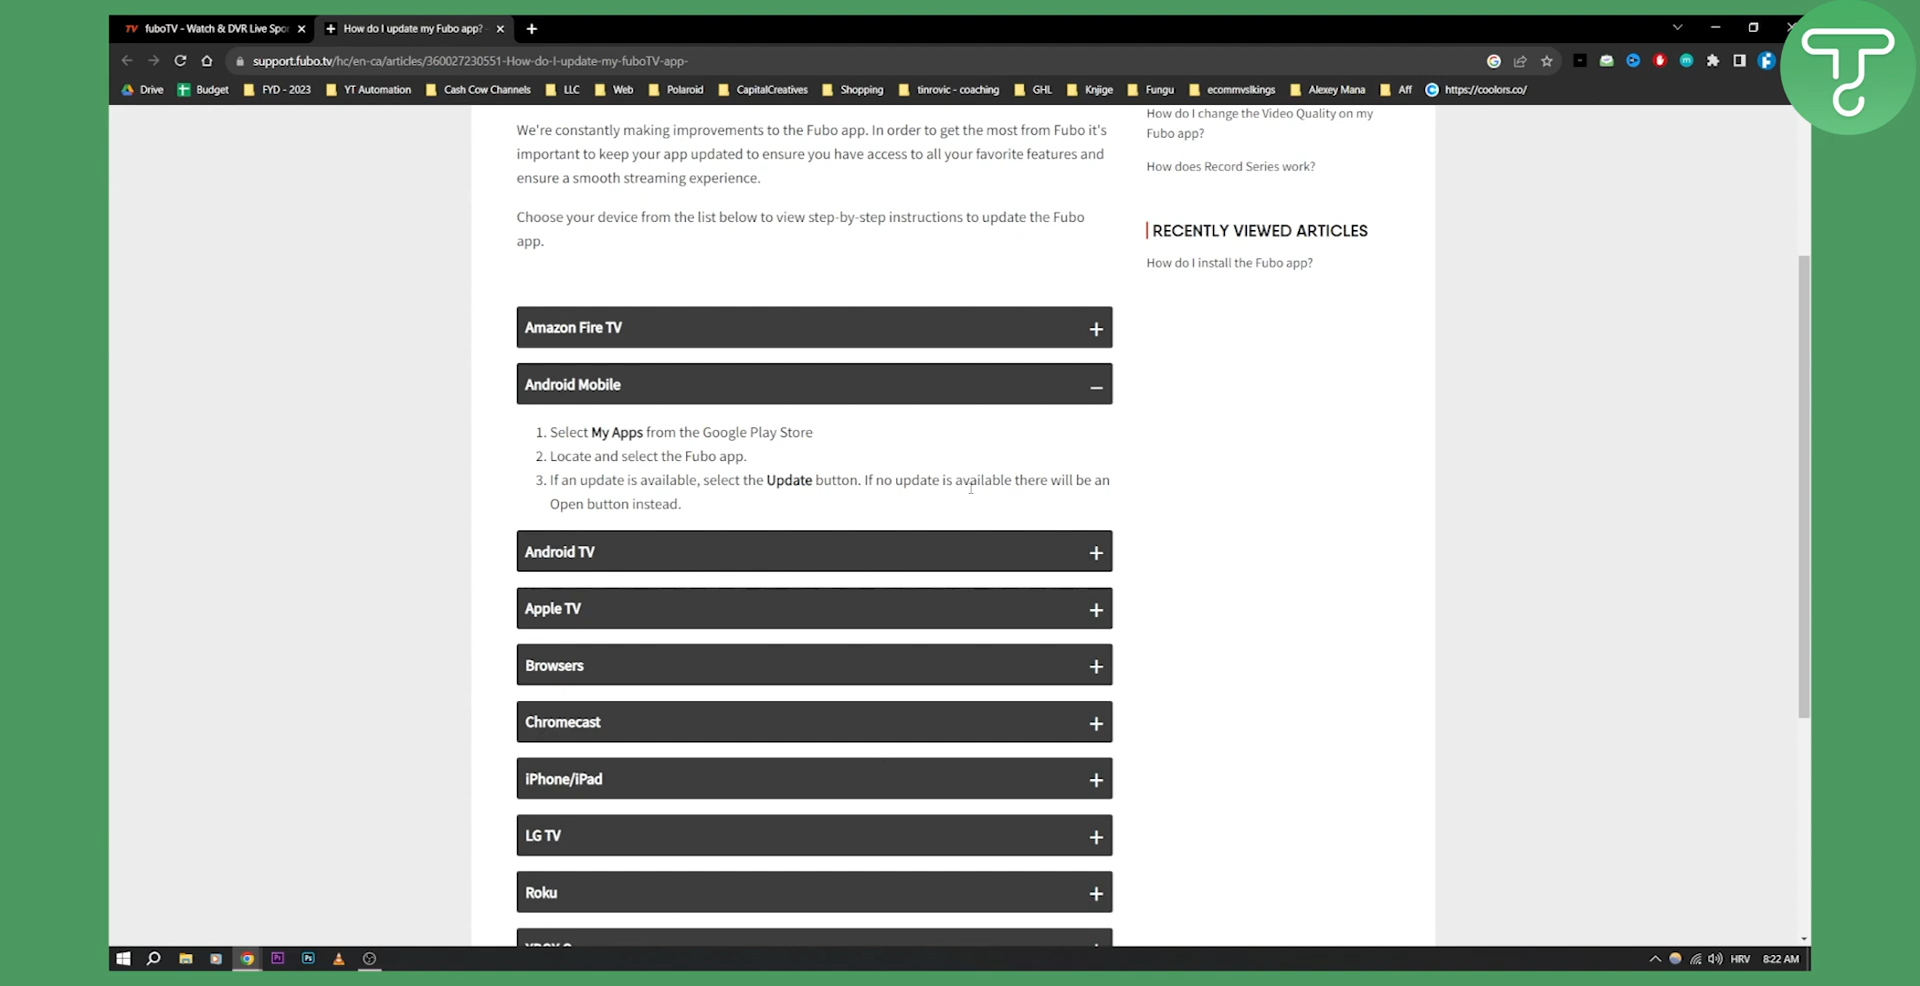 TV fuboTV - Watch & DVR Live Spo
How do I update my Fubo app? -
support.fubo.tv/hc/en-ca/articles/360027230551-How-do-I-update-my-fuboTV-app-
Drive Budget FYD - 2023 YT Automation Cash Cow Channels LLC Web Polaroid CapitalCreatives Shopping tinrovic - coaching GHL Knjige Fungu ecommvslkings Alexey Mana Aff https://coolors.co/
We're constantly making improvements to the Fubo app. In order to get the most from Fubo it's
important to keep your app updated to ensure you have access to all your favorite features and
ensure a smooth streaming experience.
Choose your device from the list below to view step-by-step instructions to update the Fubo
app.
Amazon Fire TV
Android Mobile
1. Select My Apps from the Google Play Store
2. Locate and select the Fubo app.
3. If an update is available, select the Update button. If no update is available there will be an
Open button instead.
Android TV
Apple TV
Browsers
Chromecast
iPhone/iPad
LG TV
Roku
How do I change the Video Quality on my
Fubo app?
How does Record Series work?
RECENTLY VIEWED ARTICLES
How do I install the Fubo app?
HRV 8:22 AM